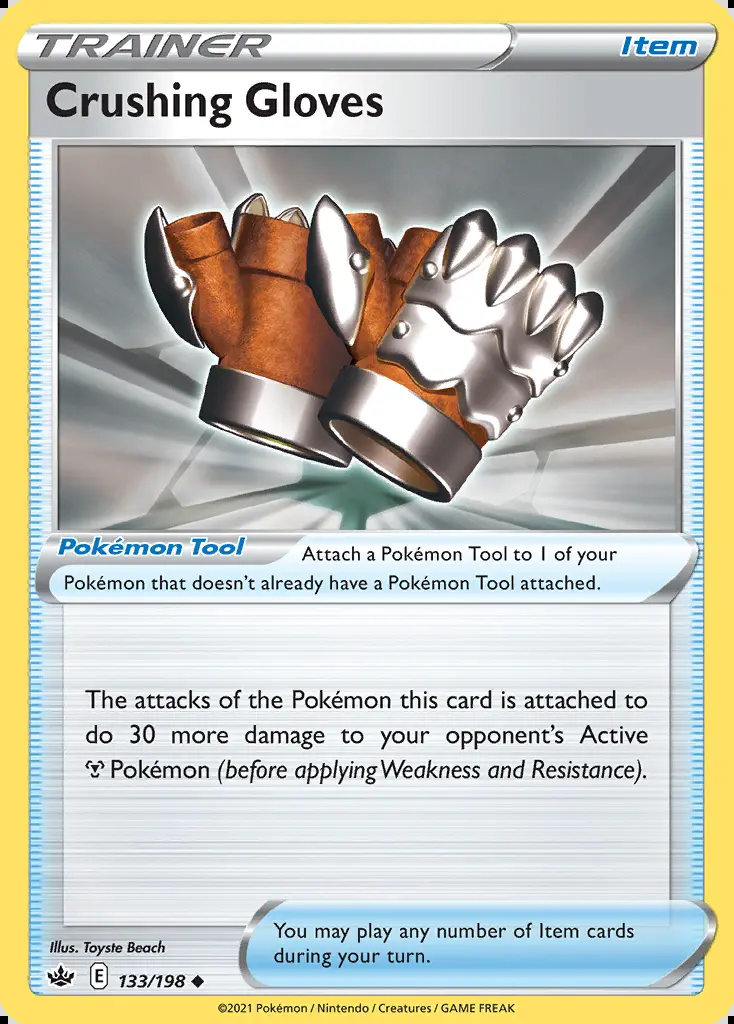 TRAINER
Item
Crushing Gloves
Pokémon Tool
Attach a Pokémon Tool to 1 of your
Pokémon that doesn't already have a Pokémon Tool attached.
The attacks of the Pokémon this card is attached to
do 30 more damage to your opponent's Active
Pokémon (before applying Weakness and Resistance).
You may play any number of Item cards
during your turn.
Illus. Toyste Beach
E
133/198
©2021 Pokémon / Nintendo / Creatures / GAME FREAK